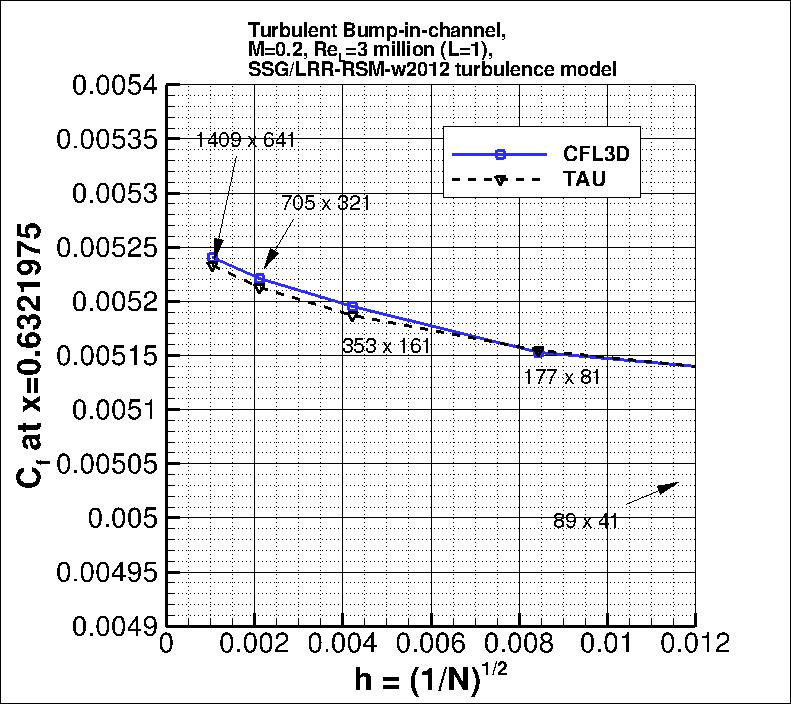 Turbulent Bump-in-channel,
M=0.2, Re_L=3 million (L=1),
SSG/LRR-RSM-w2012 turbulence model
0.0054
0.00535
0.0053
0.00525
0.0052
0.00515
0.0051
0.00505
0.005
0.00495
0.0049
C_f at x=0.6321975
1409 x 641
705 x 321
353 x 161
177 x 81
89 x 41
CFL3D
TAU
0 0.002 0.004 0.006 0.008 0.01 0.012
h = (1/N)^1/2